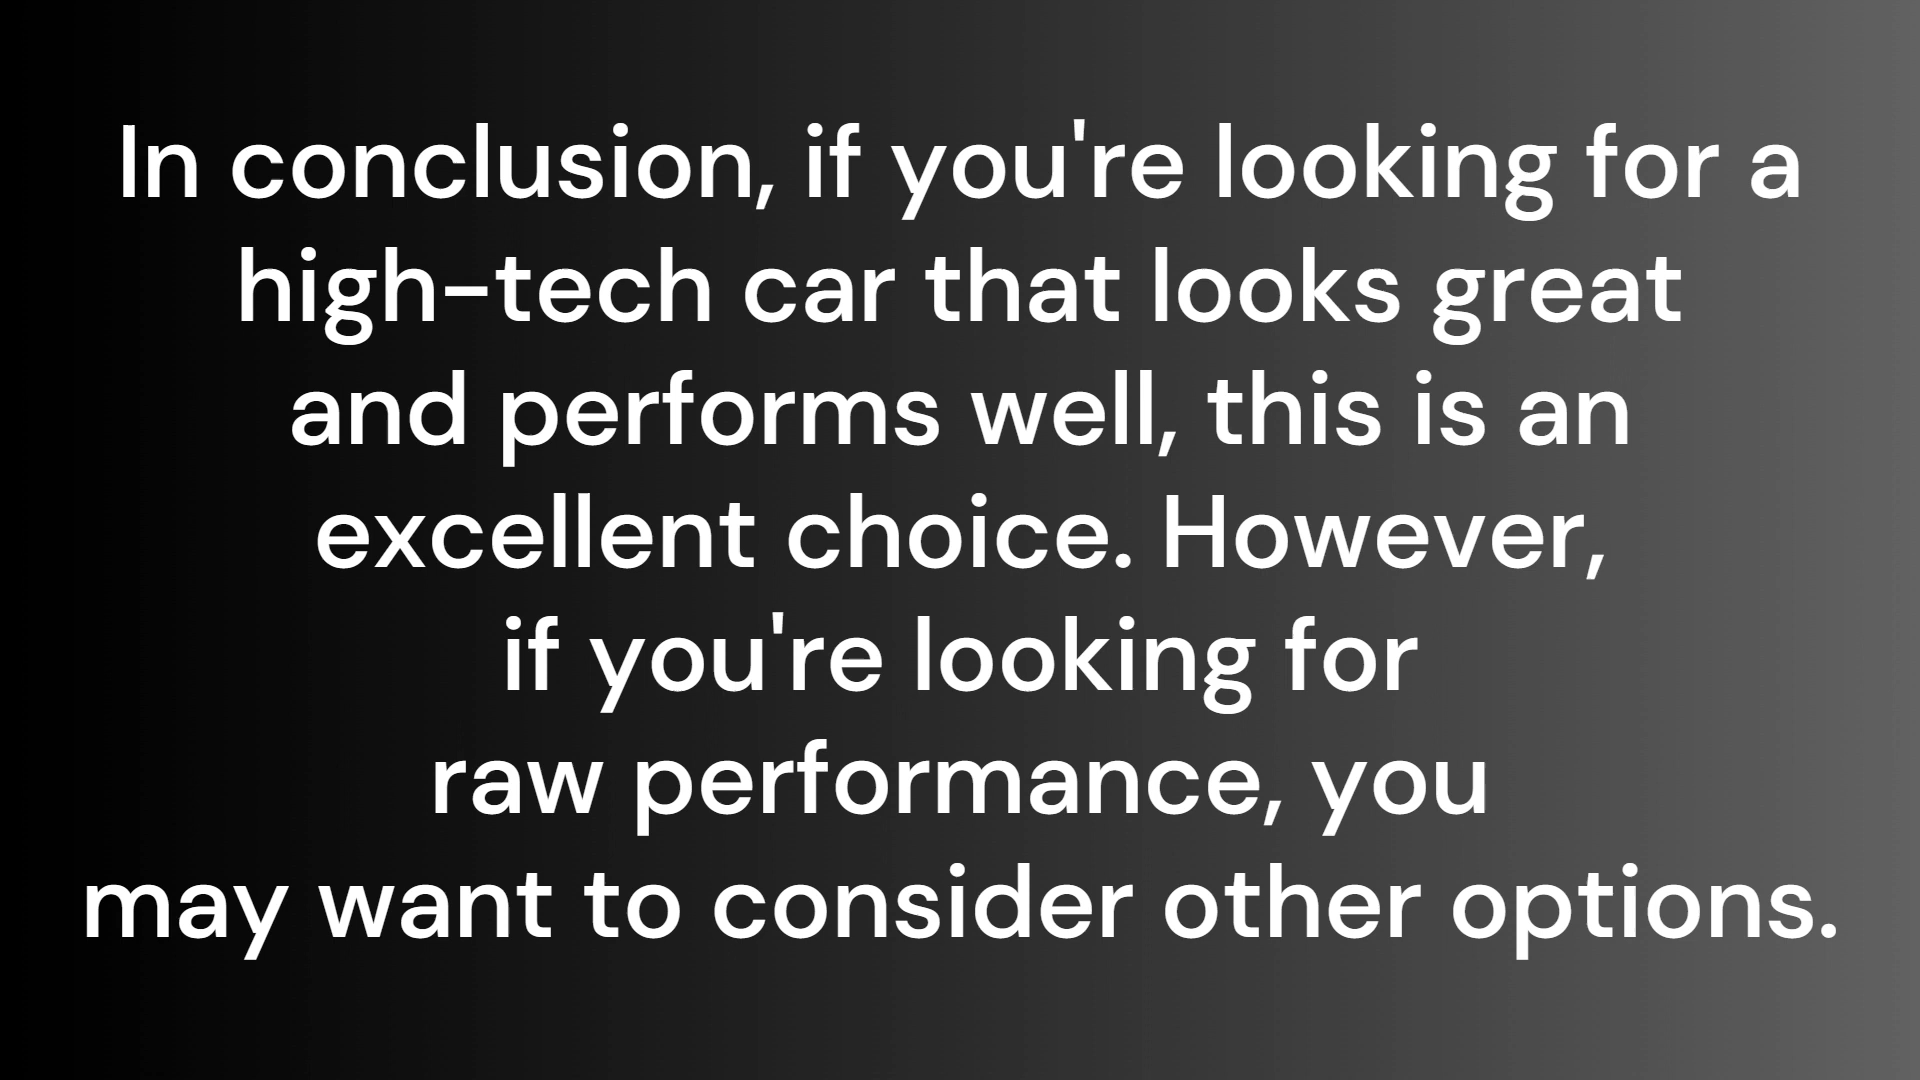 In conclusion, if you're looking for a
high-tech car that looks great
and performs well, this is an
excellent choice. However,
if you're looking for
raw performance, you
may want to consider other options.